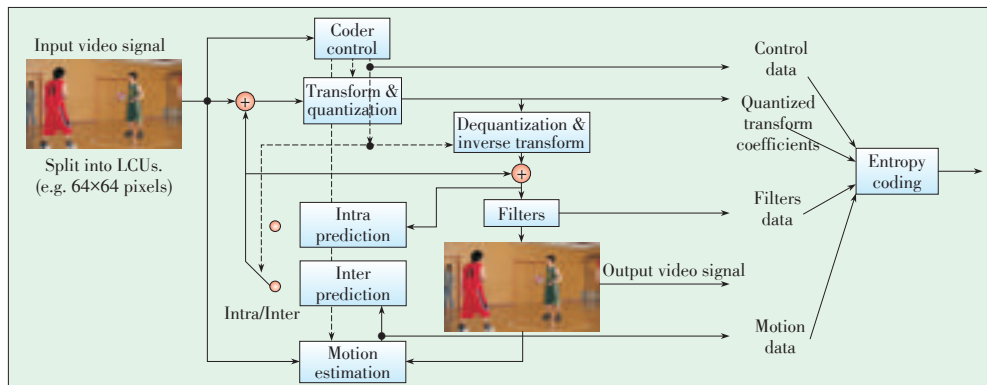 Input video signal
Split into LCUs.
(e.g. 64×64 pixels)
Coder
control
Transform &
quantization
Dequantization &
inverse transform
Intra
prediction
Filters
Inter
prediction
Intra/Inter
Motion
estimation
Output video signal
Control
data
Quantized
transform
coefficients
Filters
data
Motion
data
Entropy
coding